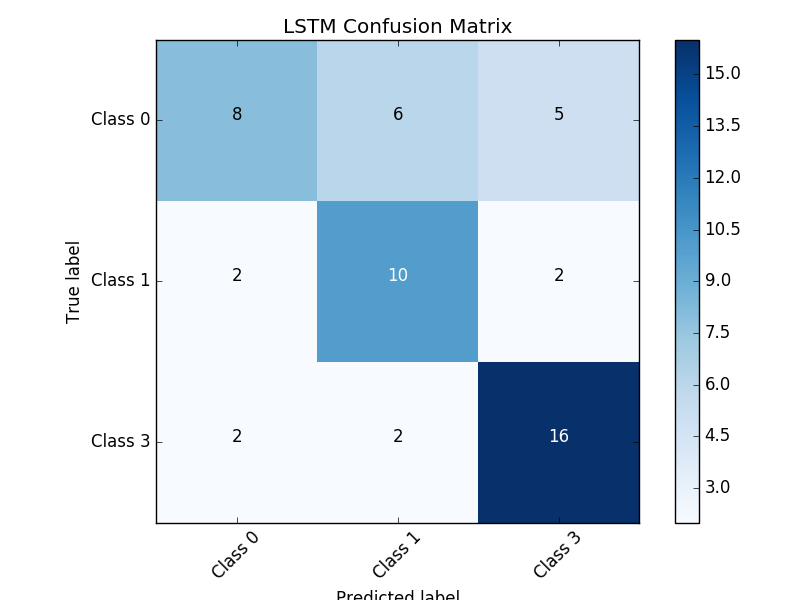 LSTM Confusion Matrix
Class 0 8 6 5
Class 1 2 10 2
Class 3 2 2 16
True label
Class 0 Class 1 Class 3
Predicted label
15.0
13.5
12.0
10.5
9.0
7.5
6.0
4.5
3.0